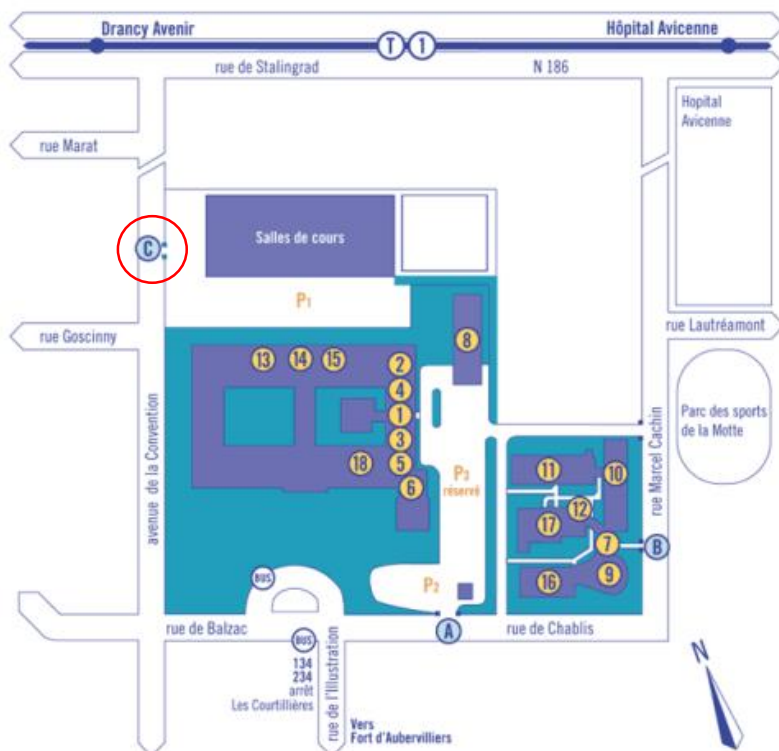 Drancy Avenir
T 1
Hôpital Avicenne
rue de Stalingrad
N 186
Hopital
Avicenne
rue Marat
C
Salles de cours
P1
rue Goscinny
rue Lautréamont
13 14 15 2
8
4
1
3
18 5
6
P3
réservé
avenue de la Convention
Parc des sports
de la Motte
rue Marcel Cachin
11 10
12
17
7
B
16 9
BUS
P2
A
rue de Balzac
rue de Chablis
BUS
134
234
arrêt
Les Courtillières
rue de l'Illustration
Vers
Fort d'Aubervilliers
N